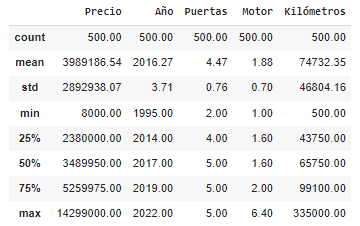 Precio Año Puertas Motor Kilómetros
count 500.00 500.00 500.00 500.00 500.00
mean 3989186.54 2016.27 4.47 1.88 74732.35
std 2892938.07 3.71 0.76 0.70 46804.16
min 8000.00 1995.00 2.00 1.00 500.00
25% 2380000.00 2014.00 4.00 1.60 43750.00
50% 3489950.00 2017.00 5.00 1.60 65750.00
75% 5259975.00 2019.00 5.00 2.00 99100.00
max 14299000.00 2022.00 5.00 6.40 335000.00